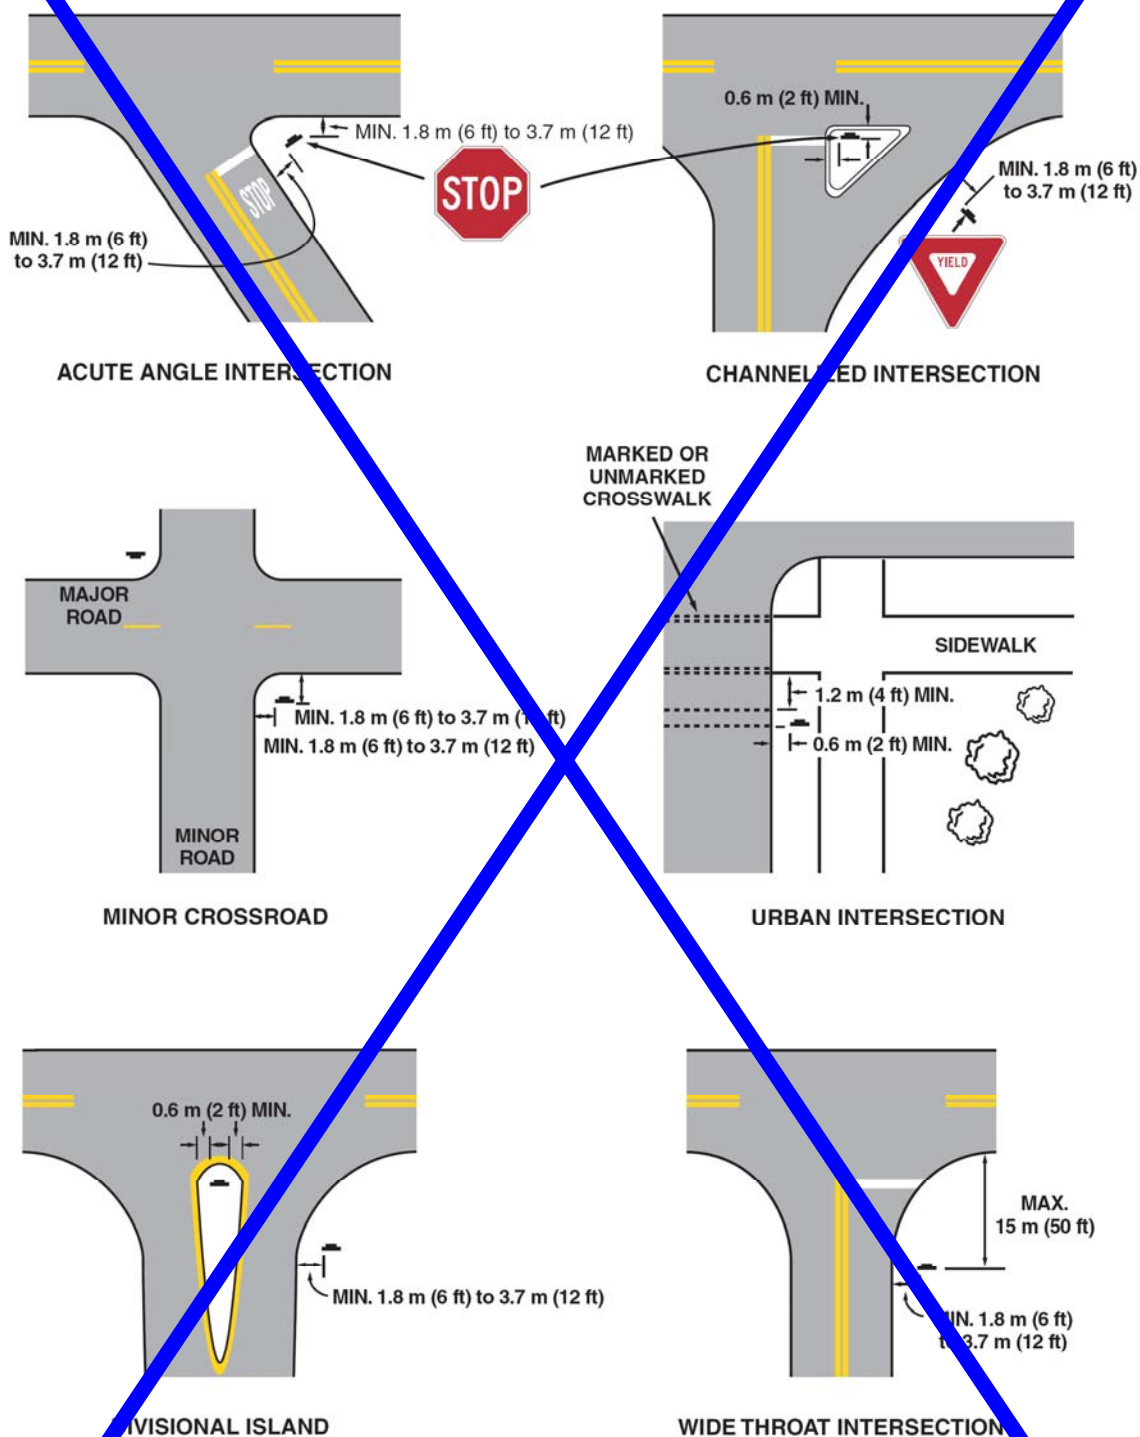 0.6 m (2 ft) MIN.
MIN. 1.8 m (6 ft) to 3.7 m (12 ft)
STOP
STOP
MIN. 1.8 m (6 ft)
to 3.7 m (12 ft)
MIN. 1.8 m (6 ft)
to 3.7 m (12 ft)
YIELD
ACUTE ANGLE INTERSECTION
CHANNELIZED INTERSECTION
MARKED OR
UNMARKED
CROSSWALK
MAJOR
ROAD
MIN. 1.8 m (6 ft) to 3.7 m (12 ft)
MIN. 1.8 m (6 ft) to 3.7 m (12 ft)
MINOR
ROAD
SIDEWALK
1.2 m (4 ft) MIN.
0.6 m (2 ft) MIN.
MINOR CROSSROAD
URBAN INTERSECTION
0.6 m (2 ft) MIN.
MIN. 1.8 m (6 ft) to 3.7 m (12 ft)
MAX.
15 m (50 ft)
MIN. 1.8 m (6 ft)
to 3.7 m (12 ft)
DIVISIONAL ISLAND
WIDE THROAT INTERSECTION